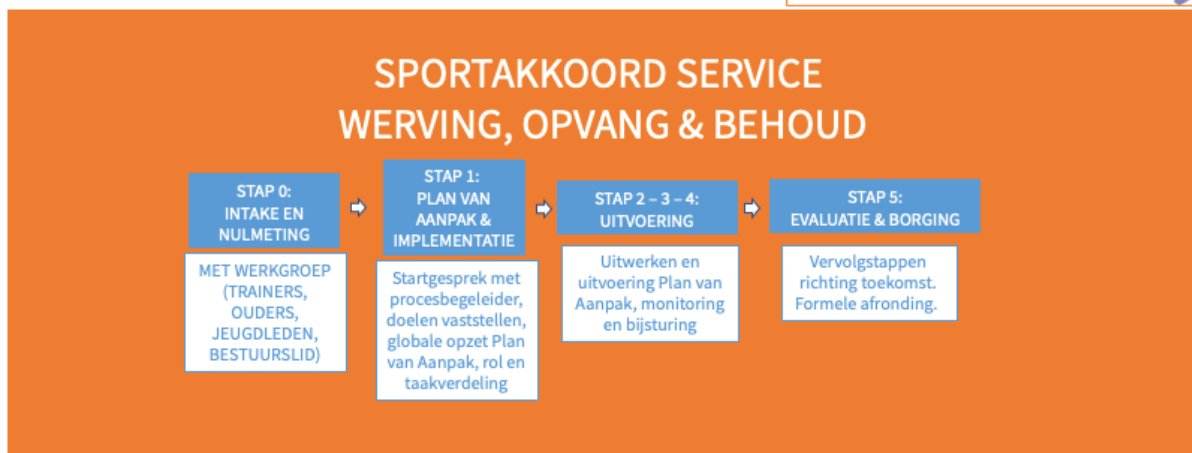 SPORTAKKOORD SERVICE
WERVING, OPVANG & BEHOUD
STAP 0:
INTAKE EN
NULMETING
MET WERKGROEP
(TRAINERS,
OUDERS,
JEUGDLEDEN,
BESTUURSLID)
STAP 1:
PLAN VAN
AANPAK &
IMPLEMENTATIE
Startgesprek met
procesbegeleider,
doelen vaststellen,
globale opzet Plan
van Aanpak, rol en
taakverdeling
STAP 2 – 3 – 4:
UITVOERING
Uitwerken en
uitvoering Plan van
Aanpak, monitoring
en bijsturing
STAP 5:
EVALUATIE & BORGING
Vervolgstappen
richting toekomst.
Formele afronding.